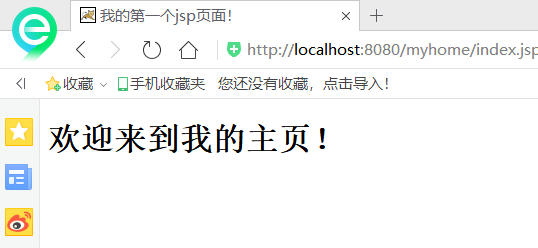 我的第一个jsp页面！
http://localhost:8080/myhome/index.jsp
收藏 手机收藏夹 您还没有收藏，点击导入！
欢迎来到我的主页！